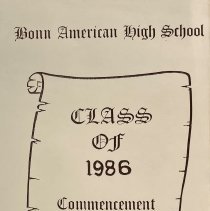 Bonn American High School
CLASS
OF
1986
Commencement